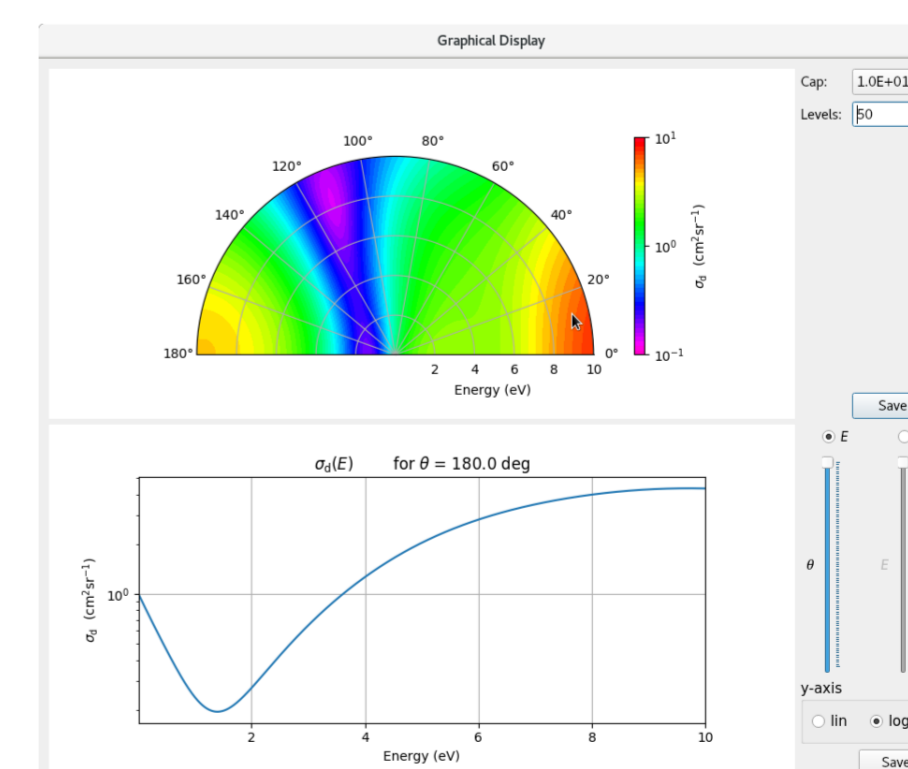 Graphical Display
Cap: 1.0E+01
Levels: 50
100° 80°
120° 60°
140° 40°
160° 20°
180° 0°
2 4 6 8 10
Energy (eV)
10¹
10⁰
10⁻¹
σd (cm²sr⁻¹)
Save
E
σd(E) for θ = 180.0 deg
10⁰
σd (cm²sr⁻¹)
2 4 6 8 10
Energy (eV)
θ E
y-axis
lin log
Save